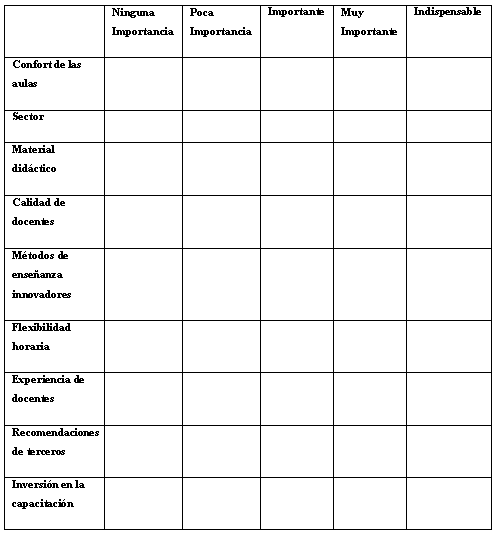 Ninguna Importancia
Poca Importancia
Importante
Muy Importante
Indispensable
Confort de las
aulas
Sector
Material
didáctico
Calidad de
docentes
Métodos de
enseñanza
innovadores
Flexibilidad
horaria
Experiencia de
docentes
Recomendaciones
de terceros
Inversión en la
capacitación